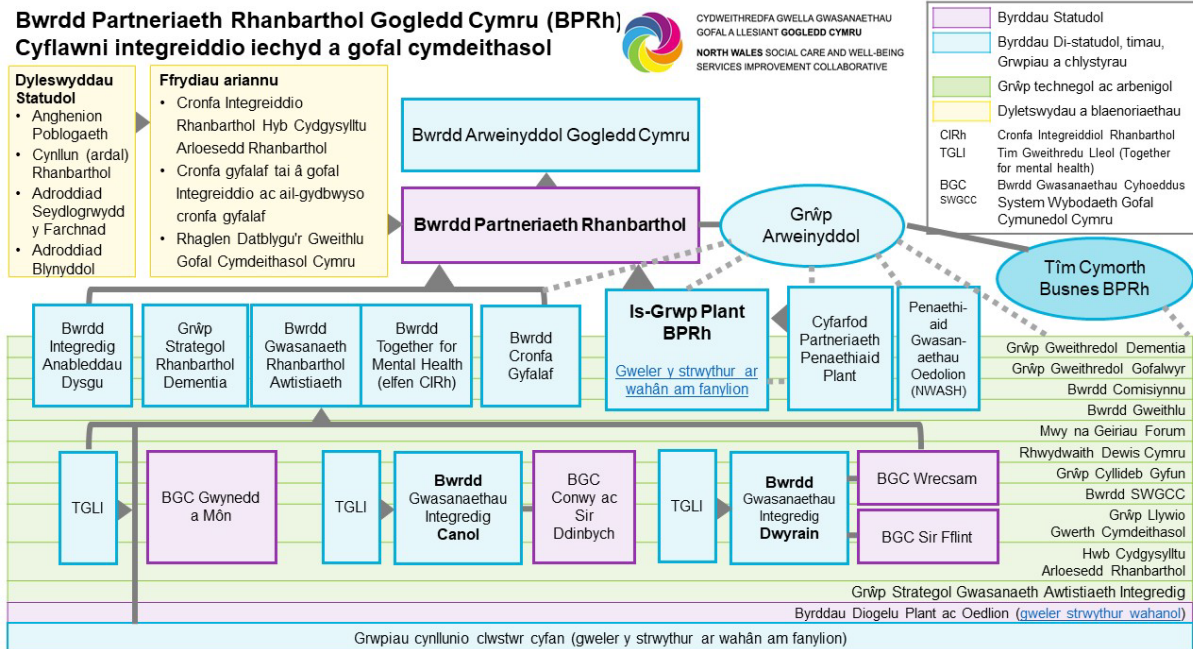 Bwrdd Partneriaeth Rhanbarthol Gogledd Cymru (BPRh)
Cyflawni integreiddio iechyd a gofal cymdeithasol
CYDWEITHREDFA GWELLA GWASANAETHAU
GOFAL A LLESIANT GOGLEDD CYMRU
NORTH WALES SOCIAL CARE AND WELL-BEING
SERVICES IMPROVEMENT COLLABORATIVE
Byrddau Statudol
Byrddau Di-statudol, timau,
Grwpiau a chlystyrau
Grŵp technegol ac arbenigol
Dyletswydau a blaenoriaethau
CIRh Cronfa Integreiddiol Rhanbarthol
TGLI Tim Gweithredu Lleol (Together
for mental health)
BGC Bwrdd Gwasanaethau Cyhoeddus
SWGCC System Wybodaeth Gofal
Cymunedol Cymru
Dyleswyddau
Statudol
• Anghenion
Poblogaeth
• Cynllun (ardal)
Rhanbarthol
• Adroddiad
Seydlogrwydd
y Farchnad
• Adroddiad
Blynyddol
Ffrydiau ariannu
• Cronfa Integreiddio
Rhanbarthol Hyb Cydgysylltu
Arloesedd Rhanbarthol
• Cronfa gyfalaf tai â gofal
Integreiddio ac ail-gydbwyso
cronfa gyfalaf
• Rhaglen Datblygu'r Gweithlu
Gofal Cymdeithasol Cymru
Bwrdd Arweinyddol Gogledd Cymru
Bwrdd Partneriaeth Rhanbarthol
Grŵp
Arweinyddol
Tîm Cymorth
Busnes BPRh
Bwrdd
Integredig
Anableddau
Dysgu
Grŵp
Strategol
Rhanbarthol
Dementia
Bwrdd
Gwasanaeth
Rhanbarthol
Awtistiaeth
Bwrdd
Together for
Mental Health
(elfen CIRh)
Bwrdd
Cronfa
Gyfalaf
Is-Grwp Plant
BPRh
Gweler y strwythur ar
wahân am fanylion
Cyfarfod
Partneriaeth
Penaethiaid
Plant
Penaethi-
aid
Gwasan-
aethau
Oedolion
(NWASH)
Grŵp Gweithredol Dementia
Grŵp Gweithredol Gofalwyr
Bwrdd Comisiynu
Bwrdd Gweithlu
Mwy na Geiriau Forum
Rhwydwaith Dewis Cymru
Grŵp Cyllideb Gyfun
Bwrdd SWGCC
Grŵp Llywio
Gwerth Cymdeithasol
Hwb Cydgysylltu
Arloesedd Rhanbarthol
Grŵp Strategol Gwasanaeth Awtistiaeth Integredig
TGLI
BGC Gwynedd
a Môn
TGLI
Bwrdd
Gwasanaethau
Integredig
Canol
BGC
Conwy ac
Sir
Ddinbych
TGLI
Bwrdd
Gwasanaethau
Integredig
Dwyrain
BGC Wrecsam
BGC Sir Fflint
Byrddau Diogelu Plant ac Oedlion (gweler strwythur wahanol)
Grwpiau cynllunio clwstwr cyfan (gweler y strwythur ar wahân am fanylion)